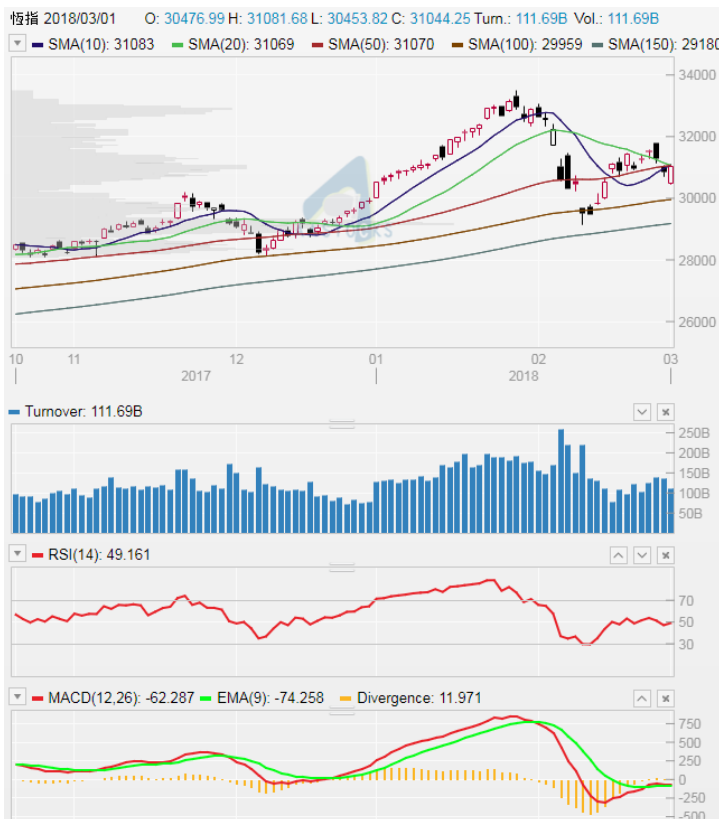 恆指 2018/03/01 O: 30476.99 H: 31081.68 L: 30453.82 C: 31044.25 Turn.: 111.69B Vol.: 111.69B
SMA(10): 31083 SMA(20): 31069 SMA(50): 31070 SMA(100): 29959 SMA(150): 29180
34000
32000
30000
28000
26000
10 11 12 01 02 03
2017 2018
Turnover: 111.69B
250B
200B
150B
100B
50B
RSI(14): 49.161
70
50
30
MACD(12,26): -62.287 EMA(9): -74.258 Divergence: 11.971
750
500
250
0
-250
-500